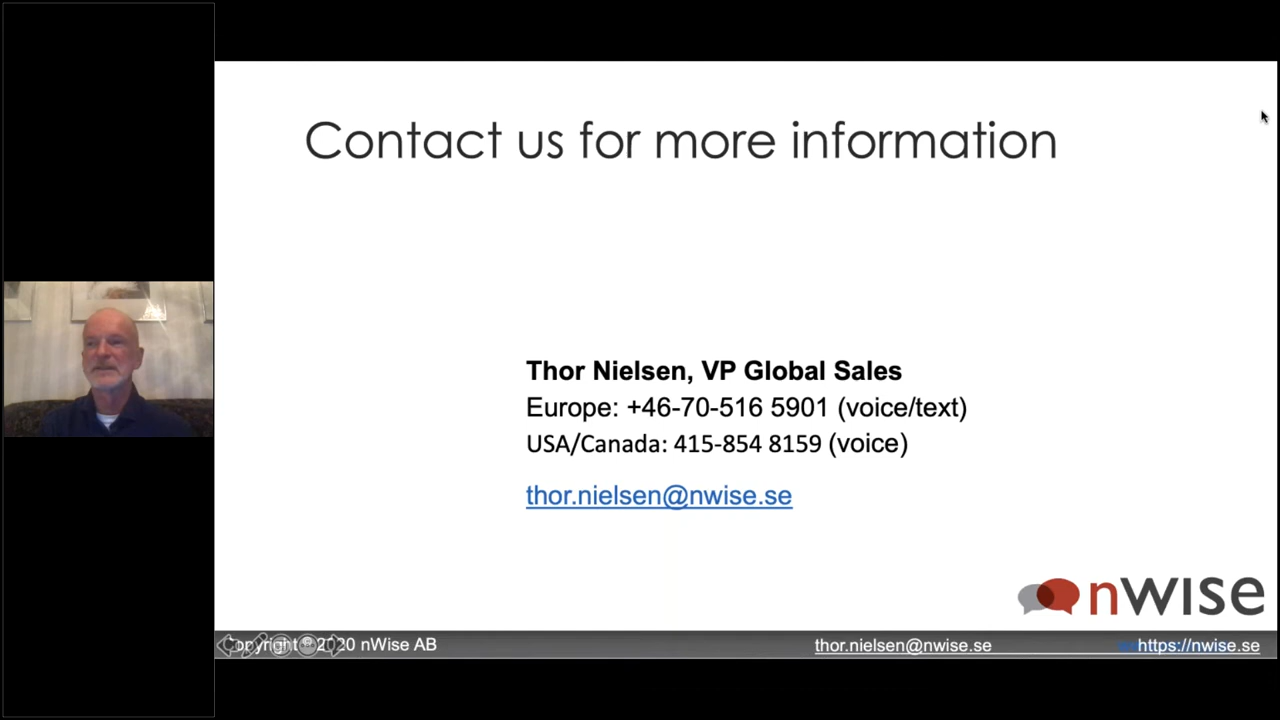 Contact us for more information
Thor Nielsen, VP Global Sales
Europe: +46-70-516 5901 (voice/text)
USA/Canada: 415-854 8159 (voice)
thor.nielsen@nwise.se
nwise
Copyright © 2020 nWise AB
thor.nielsen@nwise.se
https://nwise.se